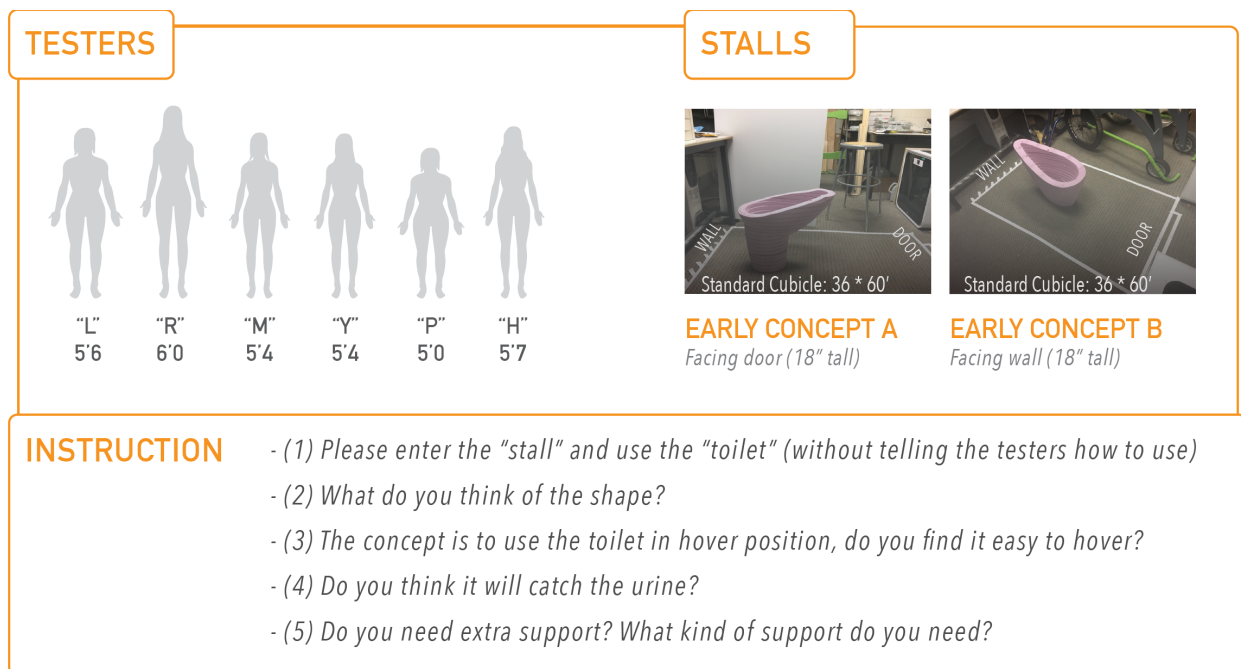 TESTERS
STALLS
"L"
5'6
"R"
6'0
"M"
5'4
"Y"
5'4
"P"
5'0
"H"
5'7
WALL
DOOR
Standard Cubicle: 36 * 60'
WALL
DOOR
Standard Cubicle: 36 * 60'
EARLY CONCEPT A
Facing door (18" tall)
EARLY CONCEPT B
Facing wall (18" tall)
INSTRUCTION
- (1) Please enter the "stall" and use the "toilet" (without telling the testers how to use)
- (2) What do you think of the shape?
- (3) The concept is to use the toilet in hover position, do you find it easy to hover?
- (4) Do you think it will catch the urine?
- (5) Do you need extra support? What kind of support do you need?